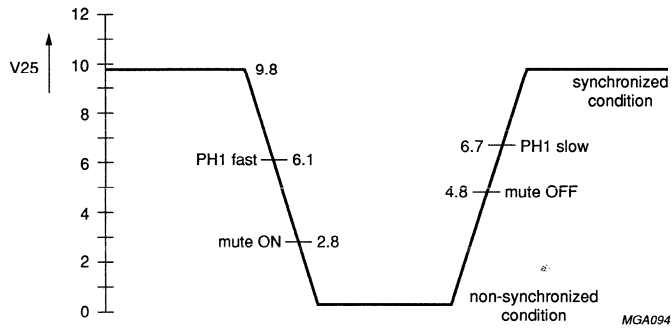 12
V25
10
9.8
synchronized
condition
8
6.7
PH1 slow
PH1 fast
6.1
6
4.8
mute OFF
4
mute ON
2.8
2
non-synchronized
condition
0
MGA094